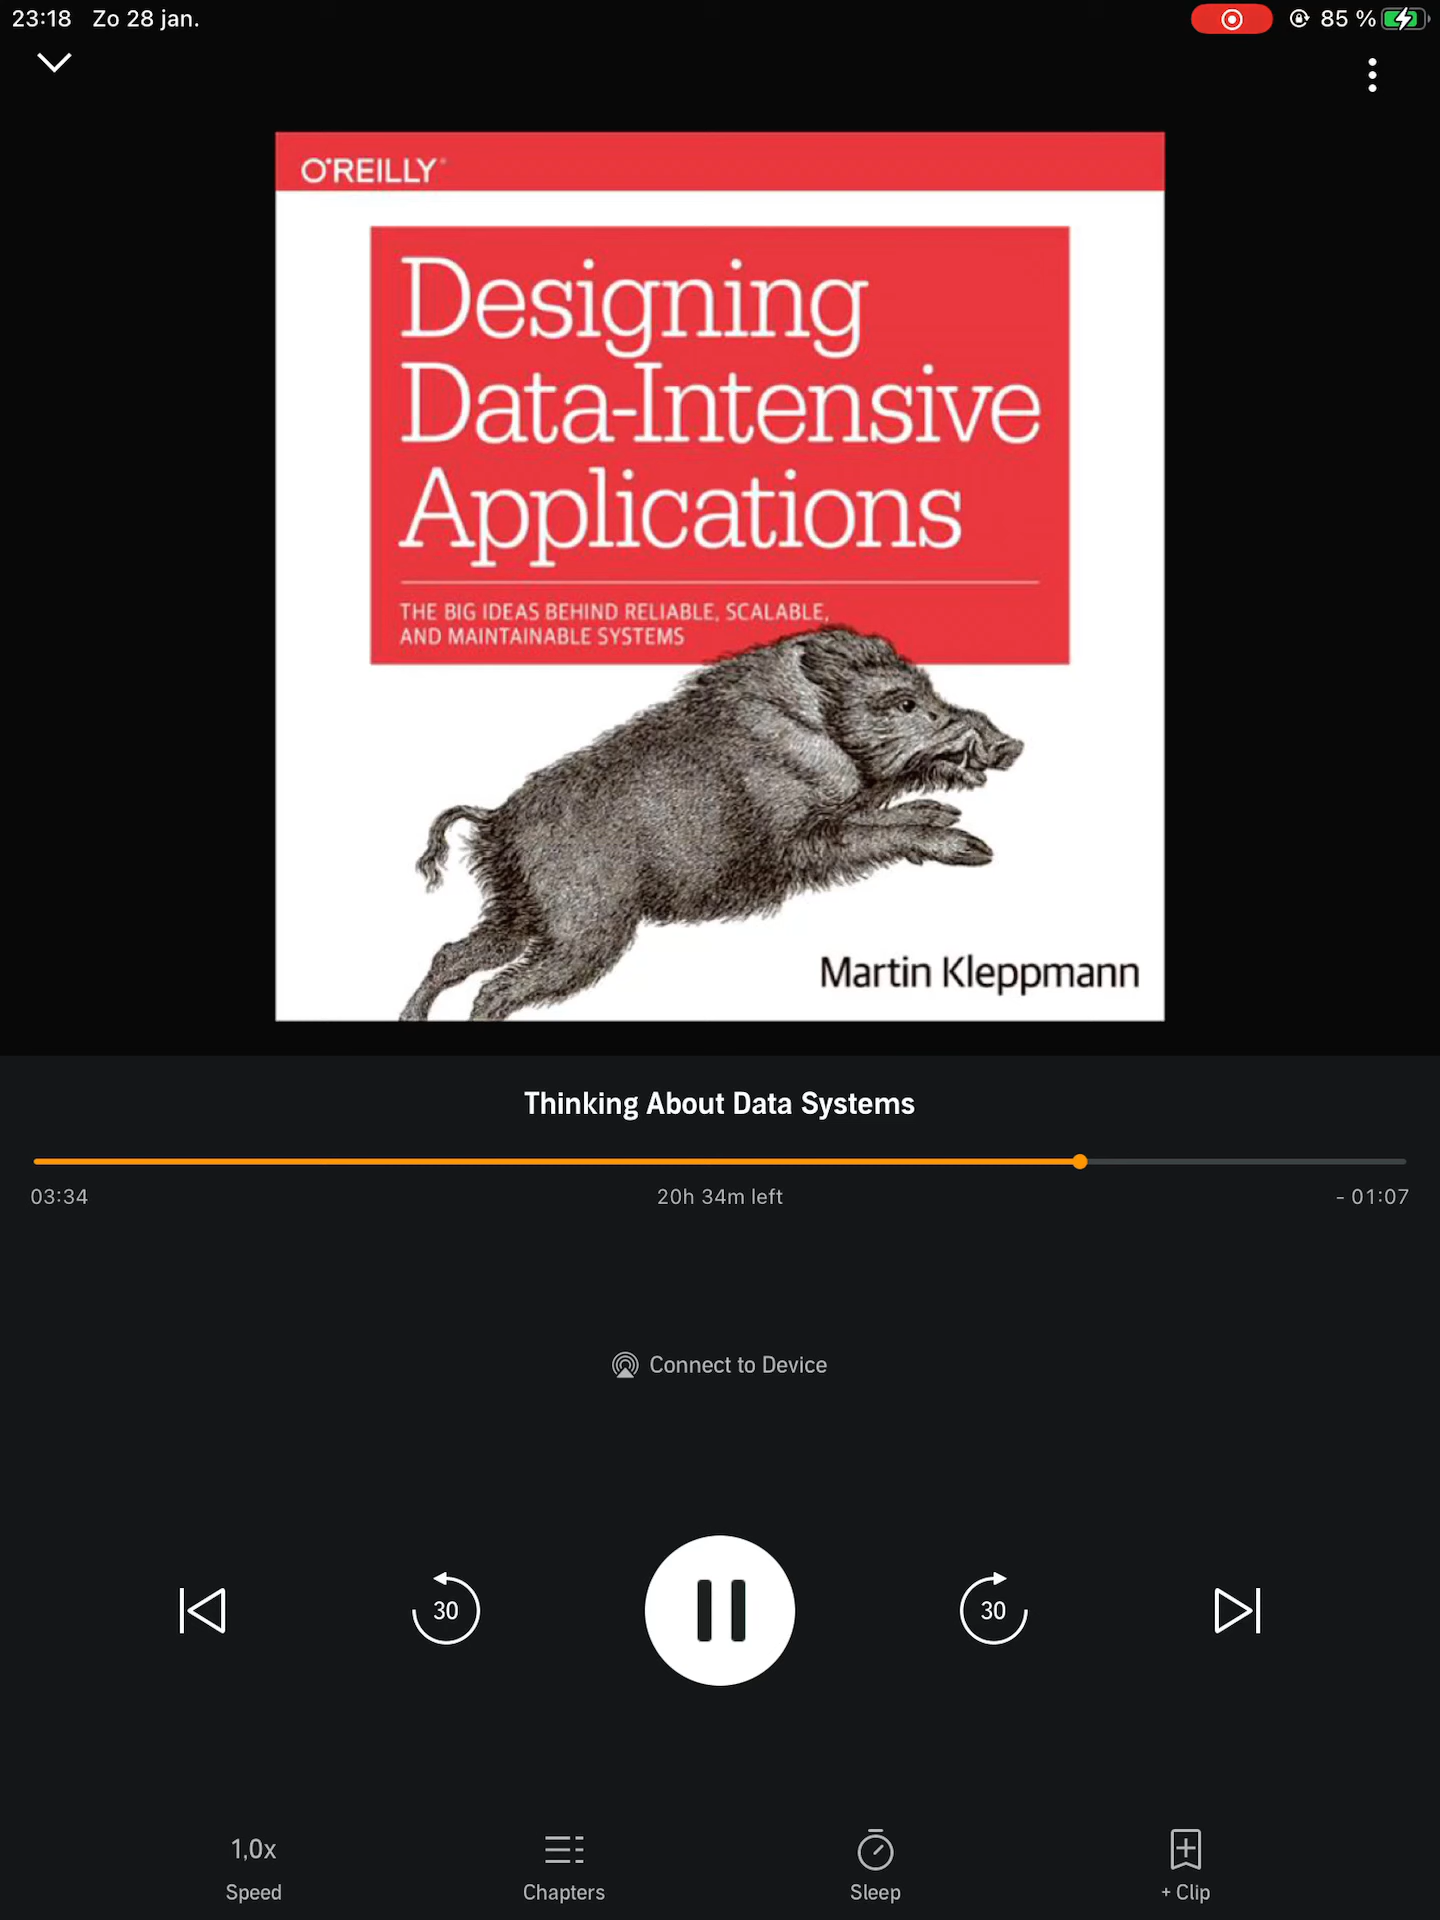 23:18 Zo 28 jan.
85 %
O'REILLY®
Designing
Data-Intensive
Applications
THE BIG IDEAS BEHIND RELIABLE, SCALABLE,
AND MAINTAINABLE SYSTEMS
Martin Kleppmann
Thinking About Data Systems
03:34 20h 34m left - 01:07
Connect to Device
30 30
1,0x
Speed Chapters Sleep + Clip